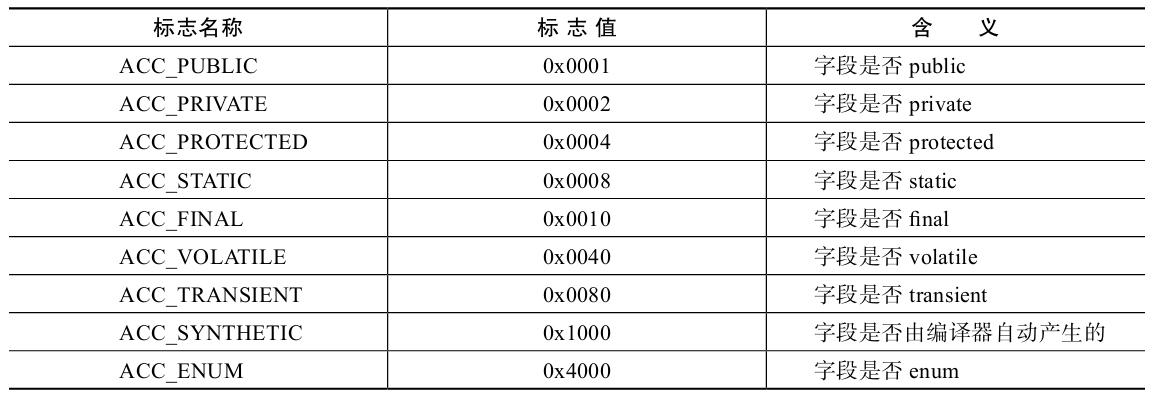 标志名称 标 志 值 含 义
ACC_PUBLIC 0x0001 字段是否 public
ACC_PRIVATE 0x0002 字段是否 private
ACC_PROTECTED 0x0004 字段是否 protected
ACC_STATIC 0x0008 字段是否 static
ACC_FINAL 0x0010 字段是否 final
ACC_VOLATILE 0x0040 字段是否 volatile
ACC_TRANSIENT 0x0080 字段是否 transient
ACC_SYNTHETIC 0x1000 字段是否由编译器自动产生的
ACC_ENUM 0x4000 字段是否 enum